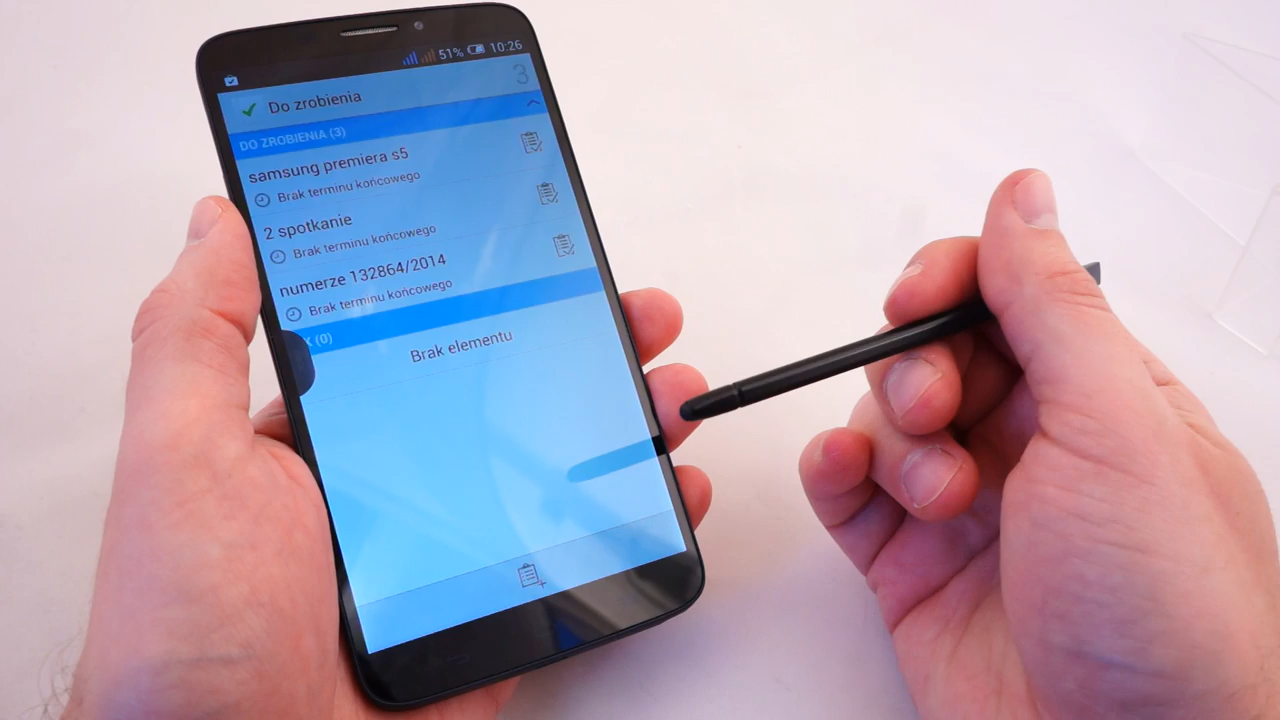 51% 10:26
Do zrobienia 3
DO ZROBIENIA (3)
samsung premiera s5
Brak terminu końcowego
2 spotkanie
Brak terminu końcowego
numerze 132864/2014
Brak terminu końcowego
(0)
Brak elementu